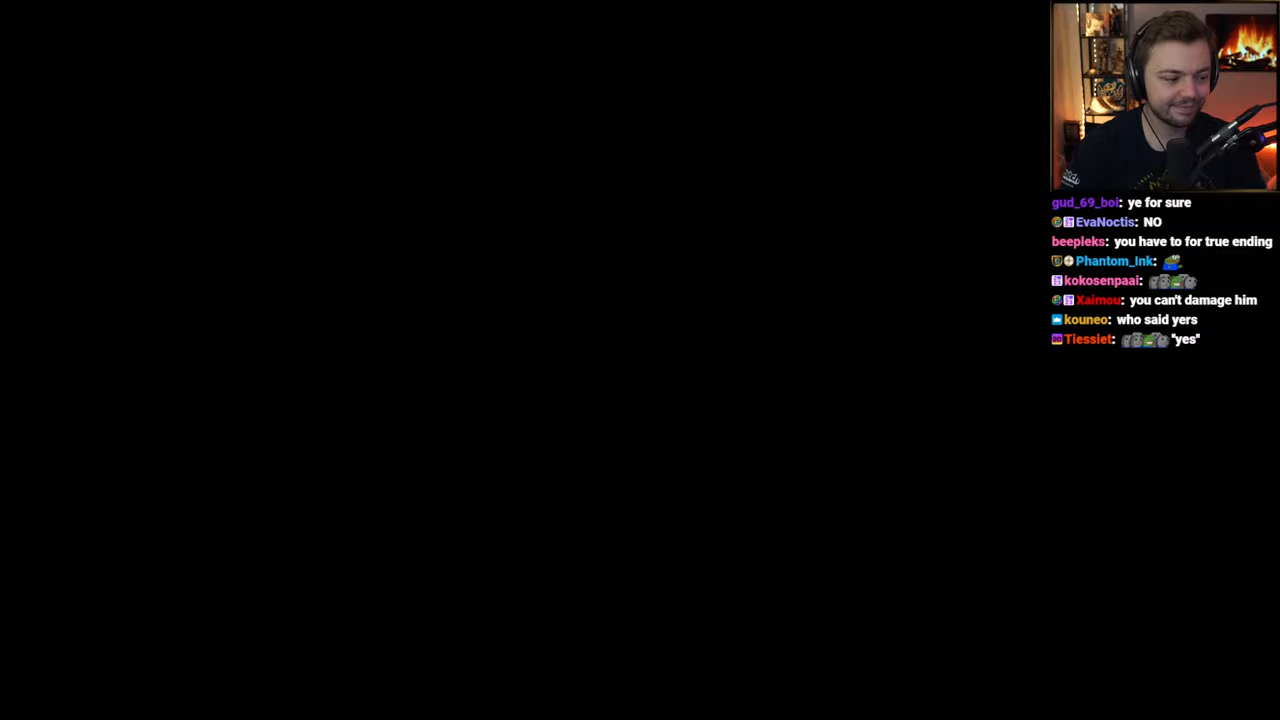 gud_69_boi: ye for sure
EvaNoctis: NO
beepleks: you have to for true ending
Phantom_Ink:
kokosenpaai:
Xaimou: you can't damage him
kouneo: who said yers
Tiessiet: "yes"